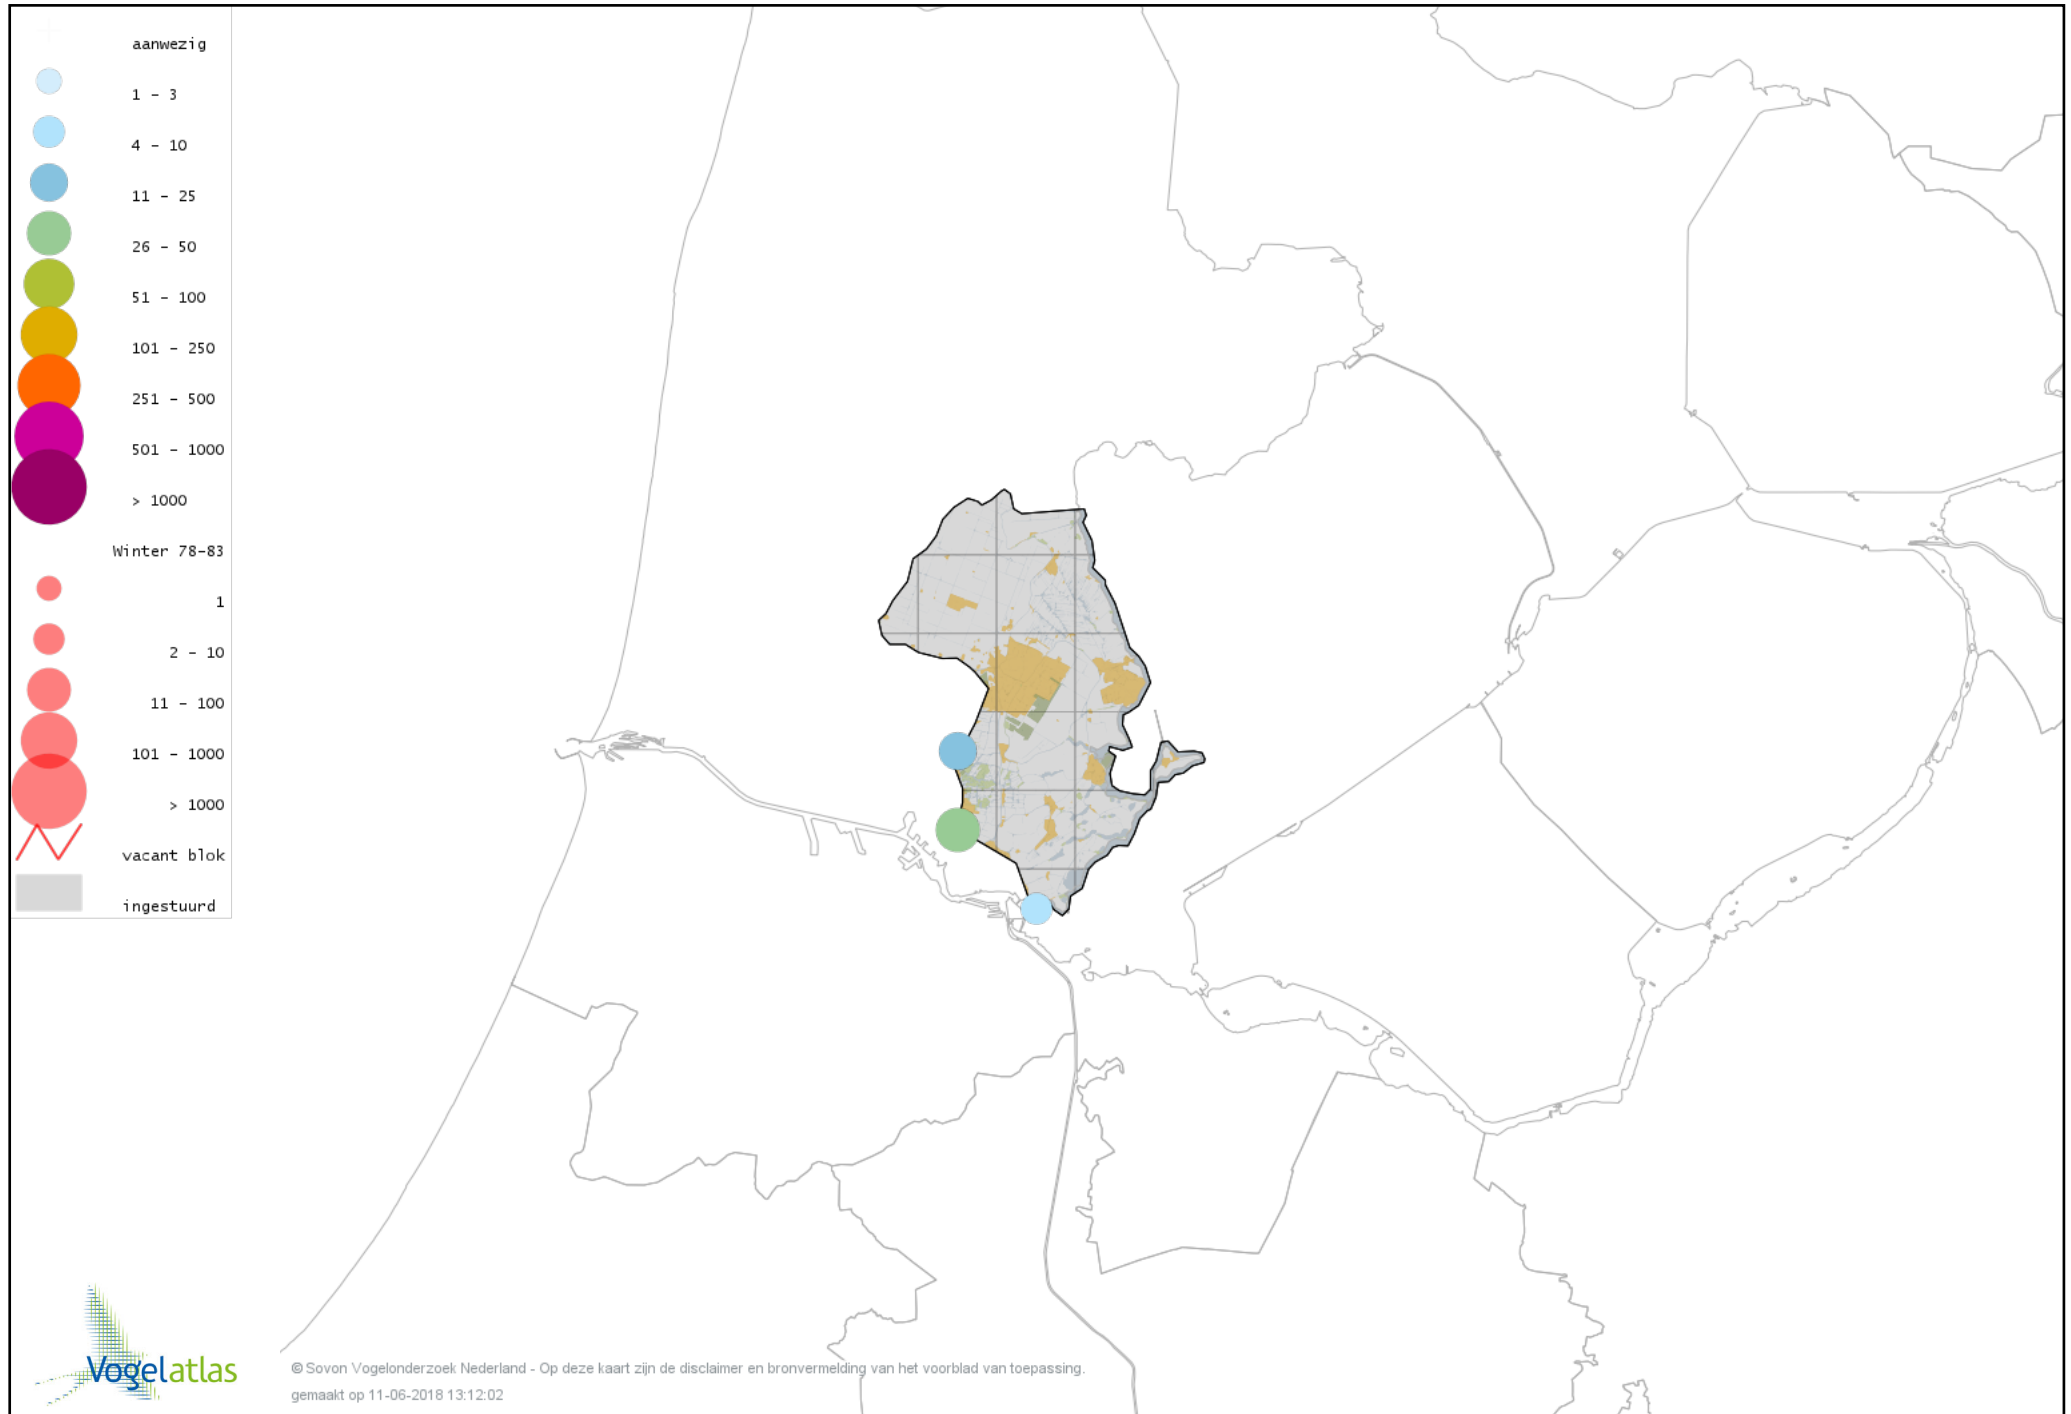 aanwezig
1 - 3
4 - 10
11 - 25
26 - 50
51 - 100
101 - 250
251 - 500
501 - 1000
> 1000
Winter 78-83
1
2 - 10
11 - 100
101 - 1000
> 1000
vacant blok
ingestuurd
Vogelatlas
© Sovon Vogelonderzoek Nederland - Op deze kaart zijn de disclaimer en bronvermelding van het voorblad van toepassing.
gemaakt op 11-06-2018 13:12:02